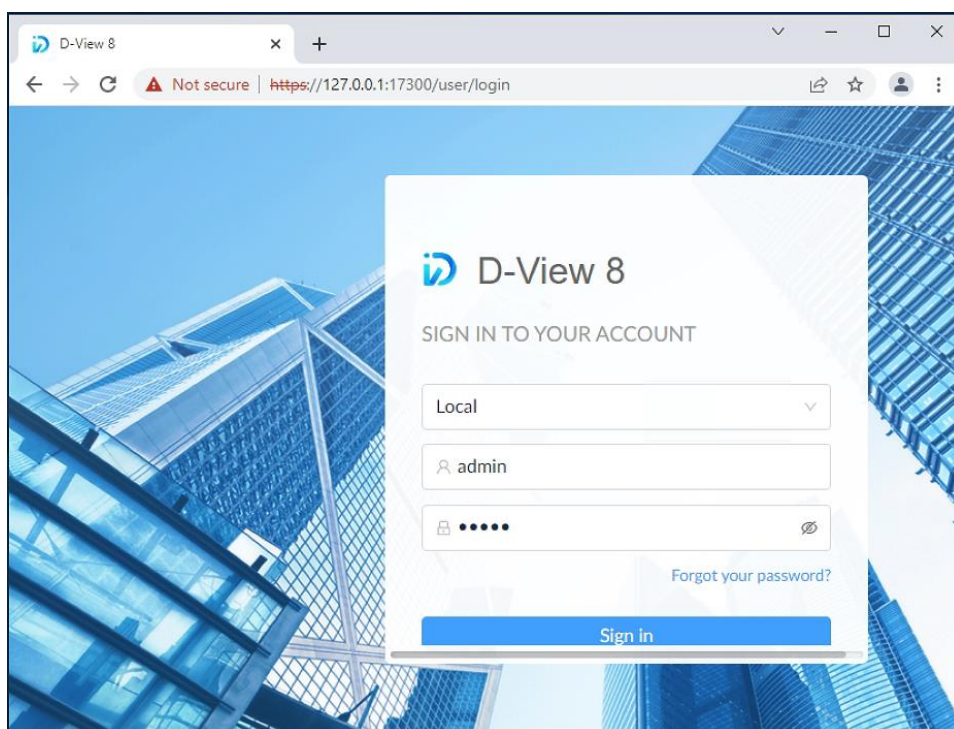 D-View 8
Not secure | https://127.0.0.1:17300/user/login
D-View 8
SIGN IN TO YOUR ACCOUNT
Local
admin
•••••
Forgot your password?
Sign in